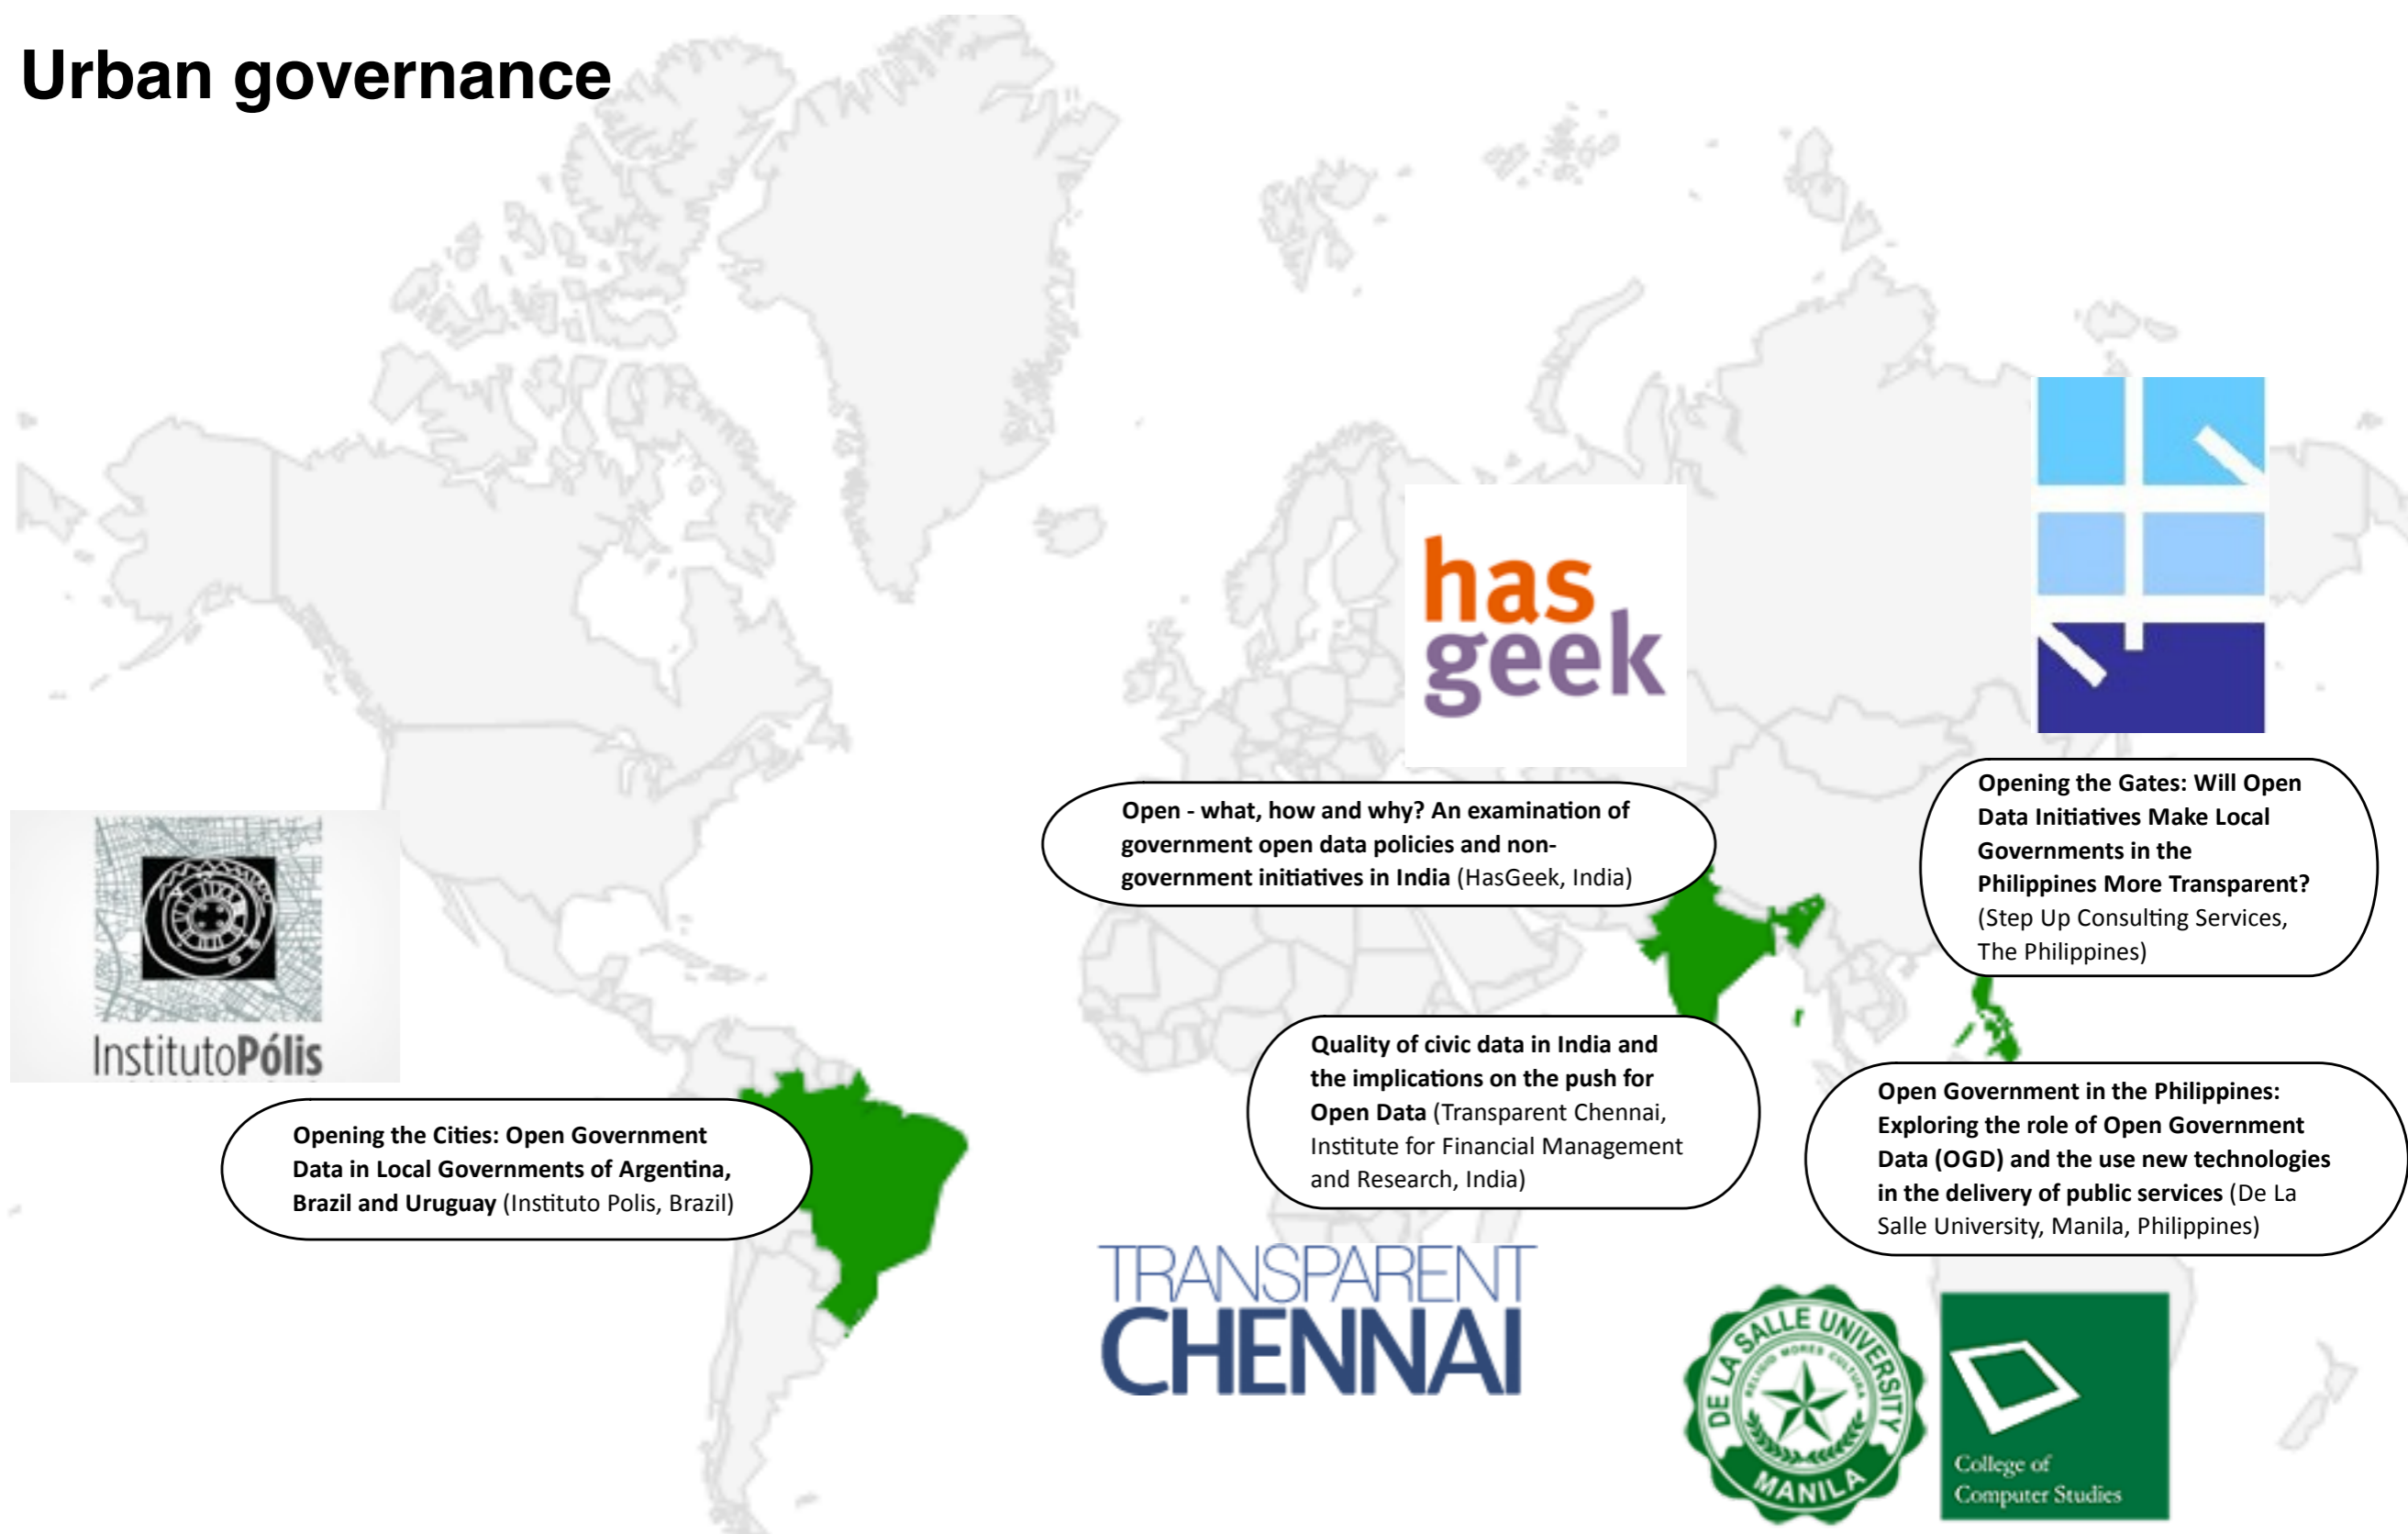 Urban governance
has
geek
Open - what, how and why? An examination of
government open data policies and non-
government initiatives in India (HasGeek, India)
Opening the Gates: Will Open
Data Initiatives Make Local
Governments in the
Philippines More Transparent?
(Step Up Consulting Services,
The Philippines)
InstitutoPólis
Opening the Cities: Open Government
Data in Local Governments of Argentina,
Brazil and Uruguay (Instituto Polis, Brazil)
Quality of civic data in India and
the implications on the push for
Open Data (Transparent Chennai,
Institute for Financial Management
and Research, India)
Open Government in the Philippines:
Exploring the role of Open Government
Data (OGD) and the use new technologies
in the delivery of public services (De La
Salle University, Manila, Philippines)
TRANSPARENT
CHENNAI
DE LA SALLE UNIVERSITY
RELIGIO MORES CULTURA
MANILA
College of
Computer Studies